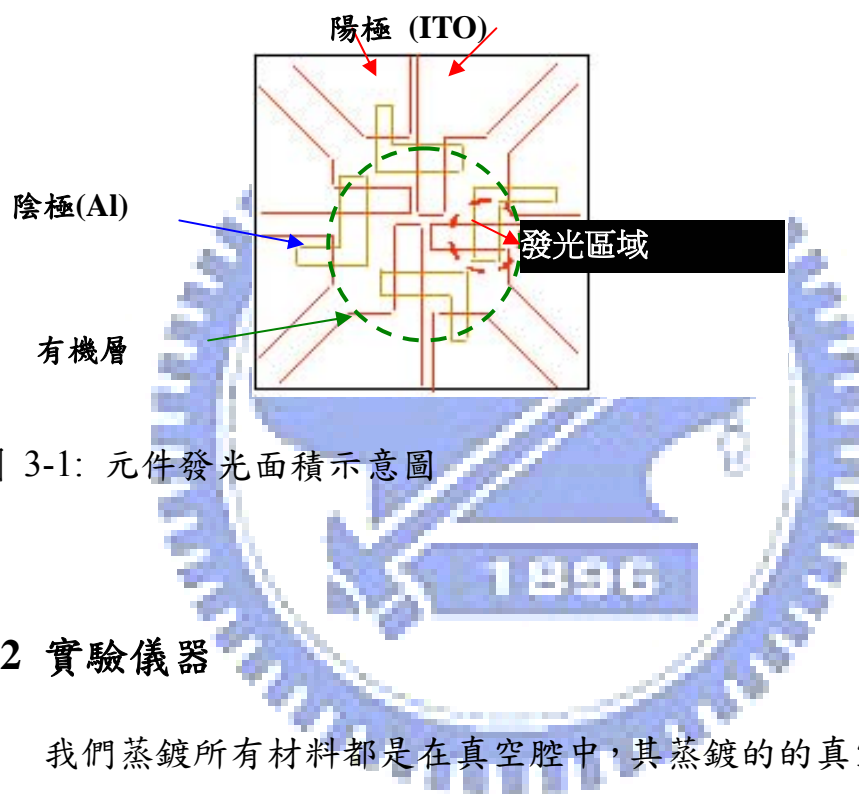 陽極 (ITO)
陰極(Al)
發光區域
有機層
3-1: 元件發光面積示意圖
1896
2 實驗儀器
我們蒸鍍所有材料都是在真空腔中，其蒸鍍的的真